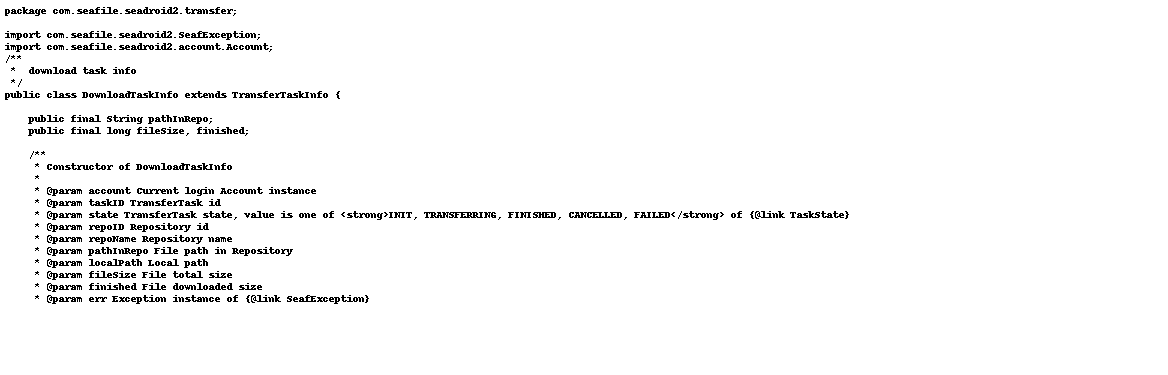 package com.seafile.seadroid2.transfer;

import com.seafile.seadroid2.SeafException;
import com.seafile.seadroid2.account.Account;
/**
 *  download task info
 */
public class DownloadTaskInfo extends TransferTaskInfo {

    public final String pathInRepo;
    public final long fileSize, finished;

    /**
     * Constructor of DownloadTaskInfo
     *
     * @param account Current login Account instance
     * @param taskID TransferTask id
     * @param state TransferTask state, value is one of <strong>INIT, TRANSFERRING, FINISHED, CANCELLED, FAILED</strong> of {@link TaskState}
     * @param repoID Repository id
     * @param repoName Repository name
     * @param pathInRepo File path in Repository
     * @param localPath Local path
     * @param fileSize File total size
     * @param finished File downloaded size
     * @param err Exception instance of {@link SeafException}